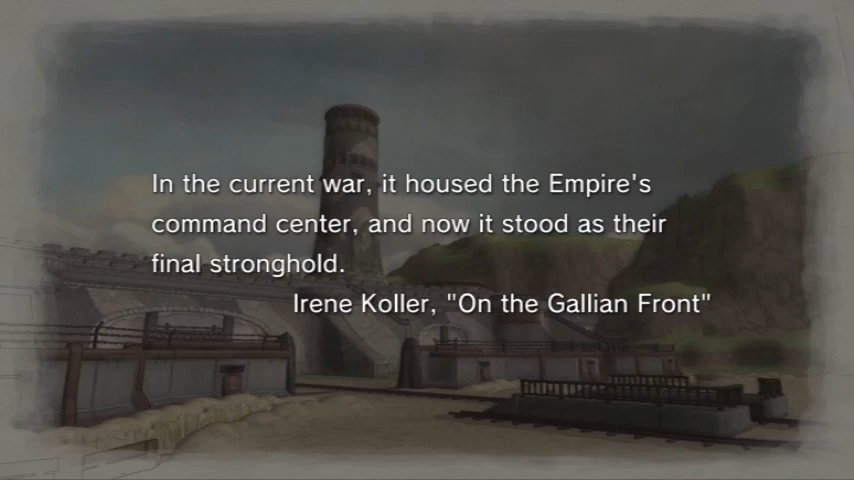 In the current war, it housed the Empire's
command center, and now it stood as their
final stronghold.
Irene Koller, "On the Gallian Front"